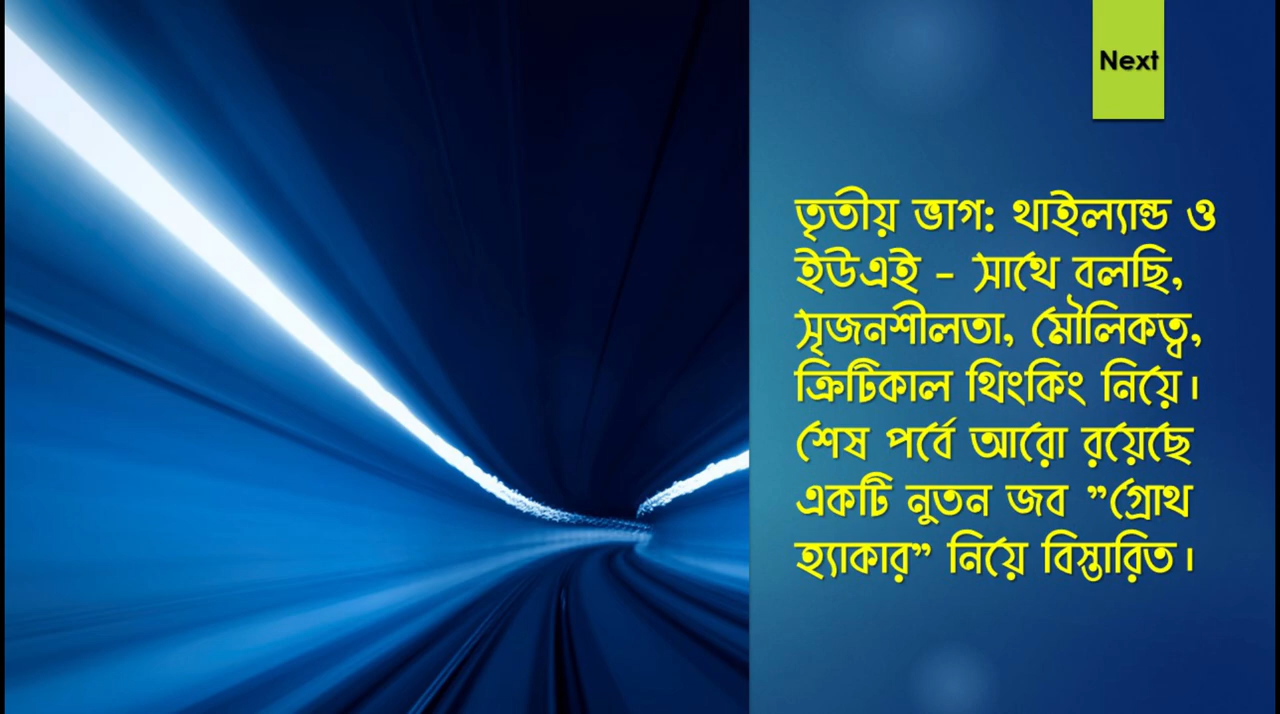 Next
তৃতীয় ভাগ: থাইল্যান্ড ও
ইউএই - সাথে বলছি,
সৃজনশীলতা, মৌলিকত্ব,
ক্রিটিকাল থিংকিং নিয়ে।
শেষ পর্বে আরো রয়েছে
একটি নুতন জব ”গ্রোথ
হ্যাকার” নিয়ে বিস্তারিত।